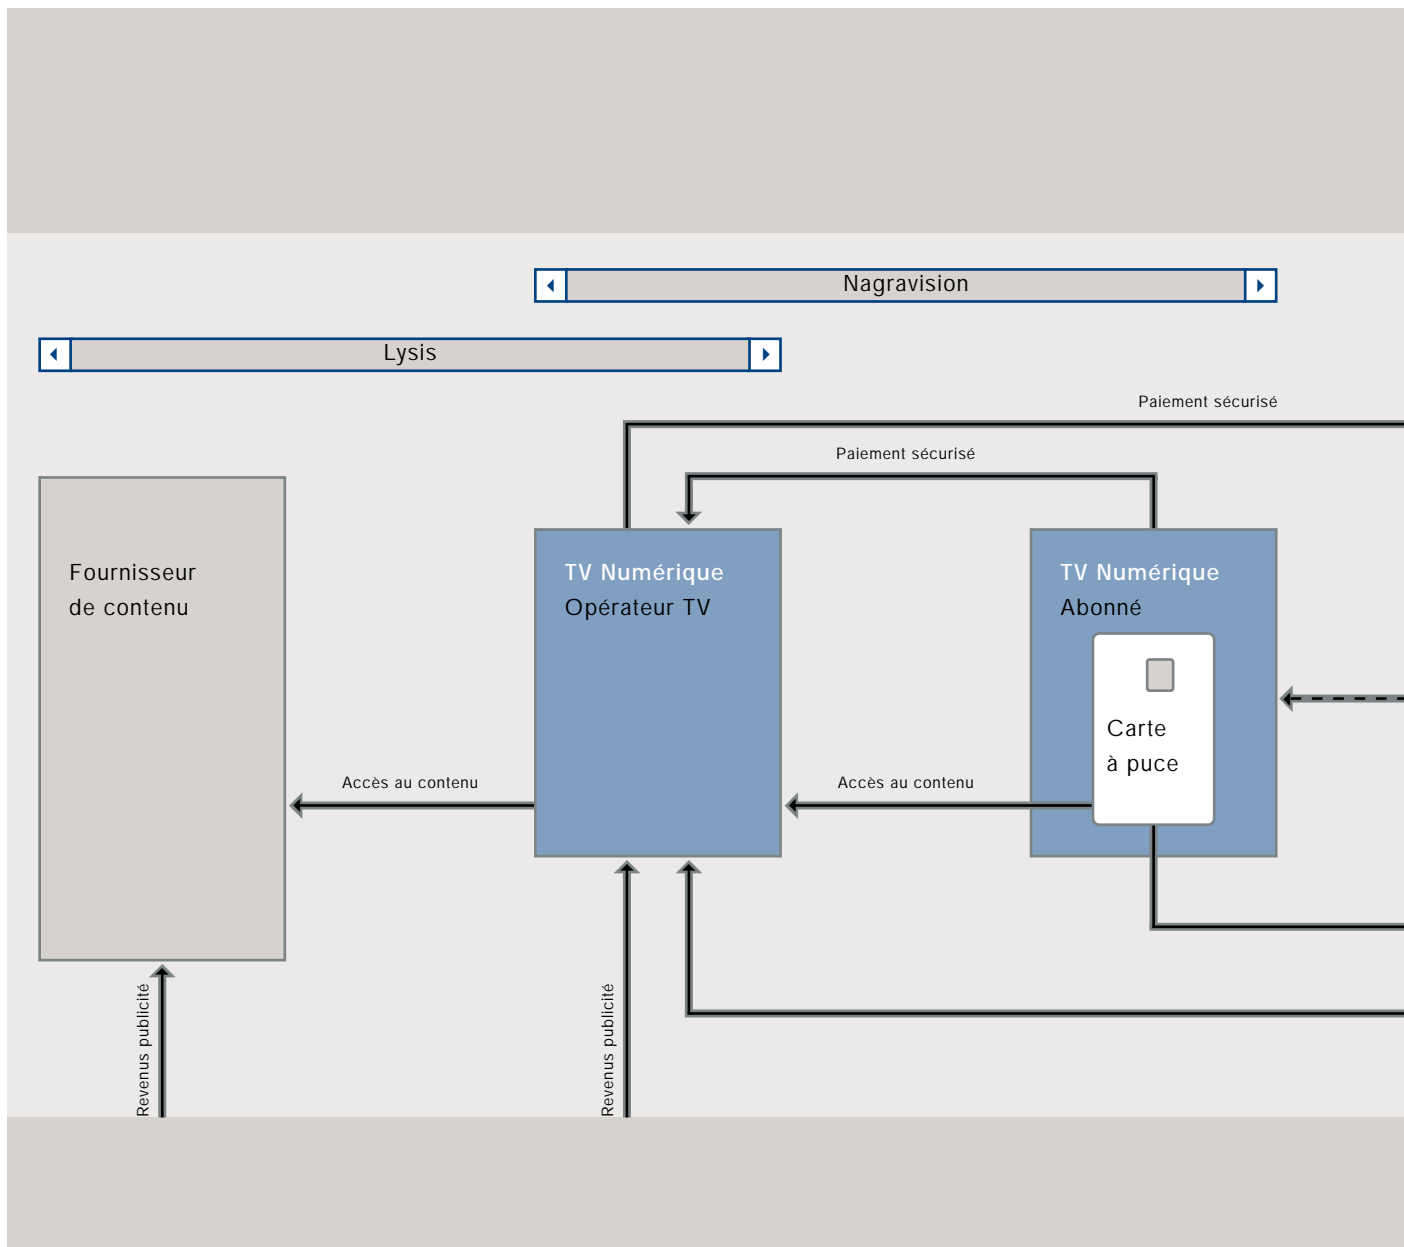 Nagravision
Lysis
Paiement sécurisé
Paiement sécurisé
Fournisseur
de contenu
TV Numérique
Opérateur TV
TV Numérique
Abonné
Carte
à puce
Accès au contenu
Accès au contenu
Revenus publicité
Revenus publicité